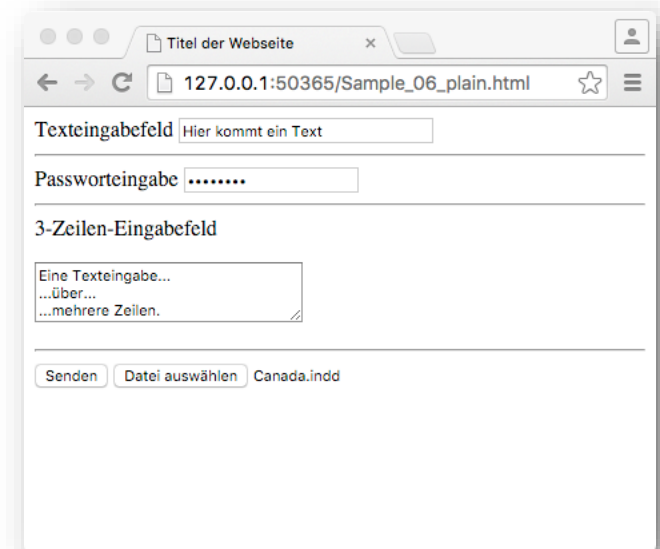 Titel der Webseite
127.0.0.1:50365/Sample_06_plain.html
Texteingabefeld Hier kommt ein Text
Passworteingabe ••••••••
3-Zeilen-Eingabefeld
Eine Texteingabe...
...über...
...mehrere Zeilen.
Senden Datei auswählen Canada.indd